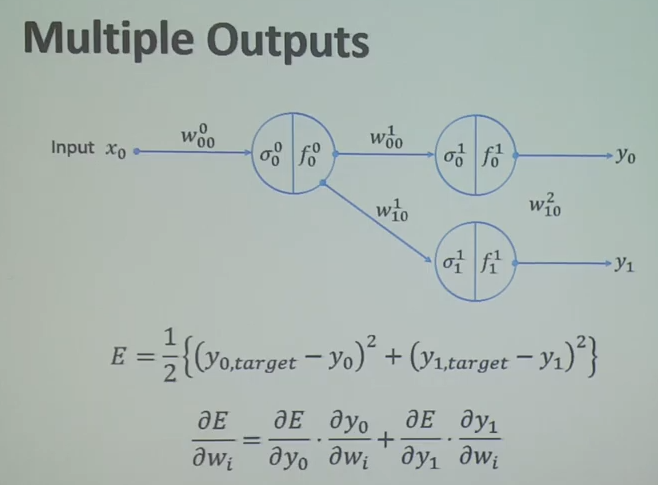 Multiple Outputs
Input x₀ w⁰₀₀ σ⁰₀ f⁰₀ w¹₀₀ σ¹₀ f¹₀ y₀
w¹₁₀ w²₁₀
σ¹₁ f¹₁ y₁
E = 1/2 {(y₀,target − y₀)² + (y₁,target − y₁)²}
∂E/∂wᵢ = ∂E/∂y₀ · ∂y₀/∂wᵢ + ∂E/∂y₁ · ∂y₁/∂wᵢ